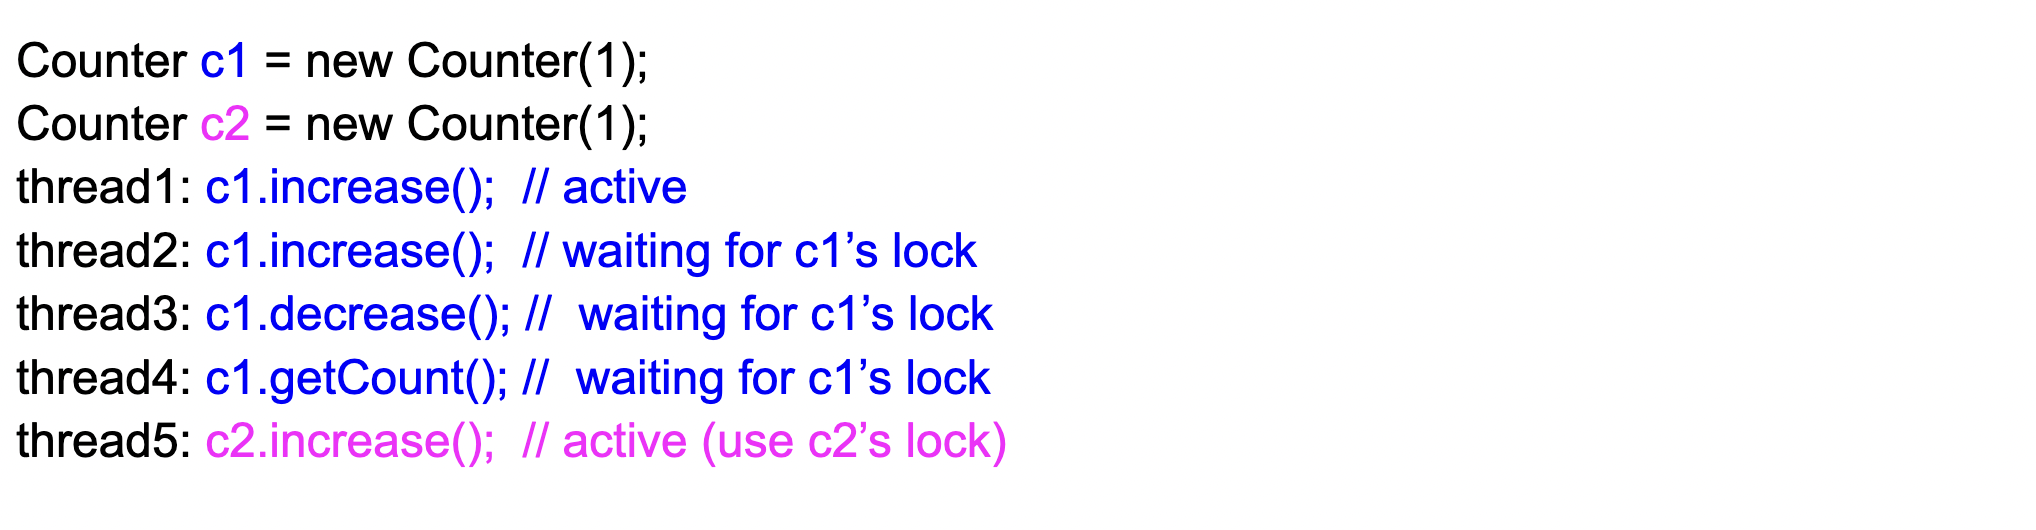 Counter c1 = new Counter(1);
Counter c2 = new Counter(1);
thread1: c1.increase();  // active
thread2: c1.increase();  // waiting for c1’s lock
thread3: c1.decrease(); //  waiting for c1’s lock
thread4: c1.getCount(); //  waiting for c1’s lock
thread5: c2.increase();  // active (use c2’s lock)